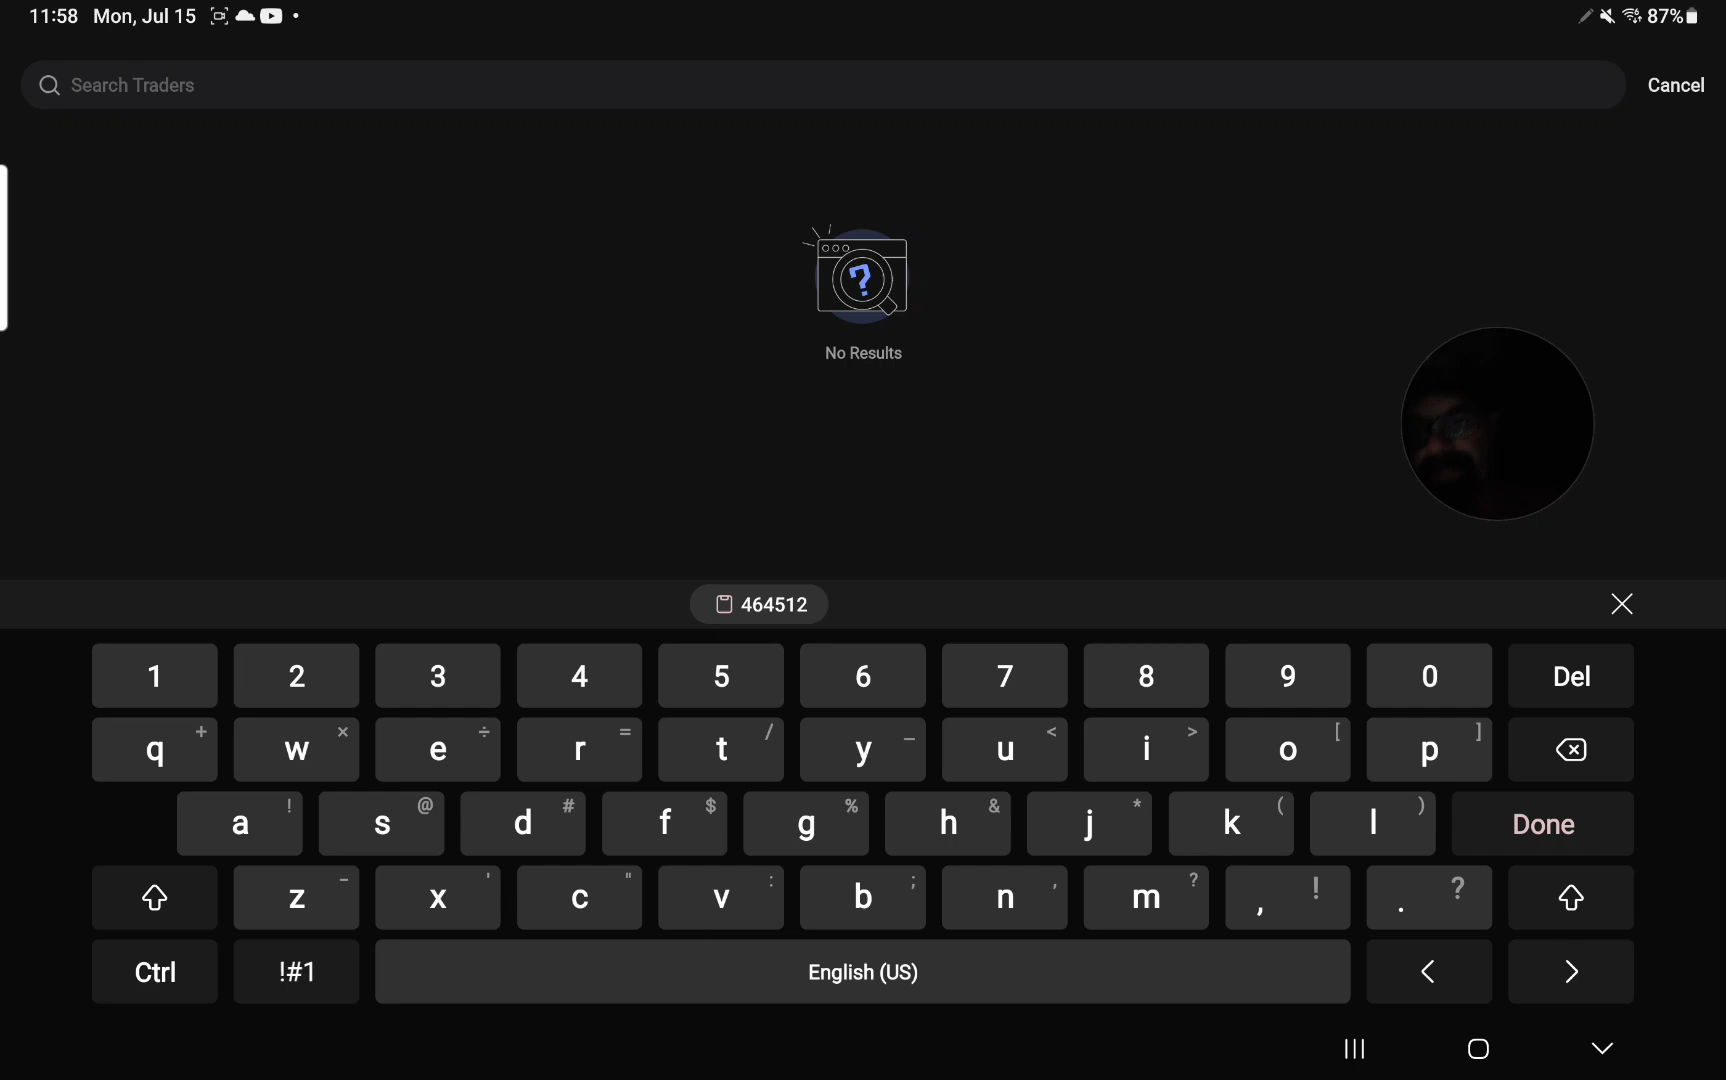 11:58 Mon, Jul 15 87%
Search Traders Cancel
?
No Results
464512
1 2 3 4 5 6 7 8 9 0 Del
q + w × e ÷ r = t / y _ u < i > o [ p ]
a ! s @ d # f $ g % h & j * k ( l ) Done
z - x ' c " v : b ; n , m ? , ! . ?
Ctrl !#1 English (US) < >